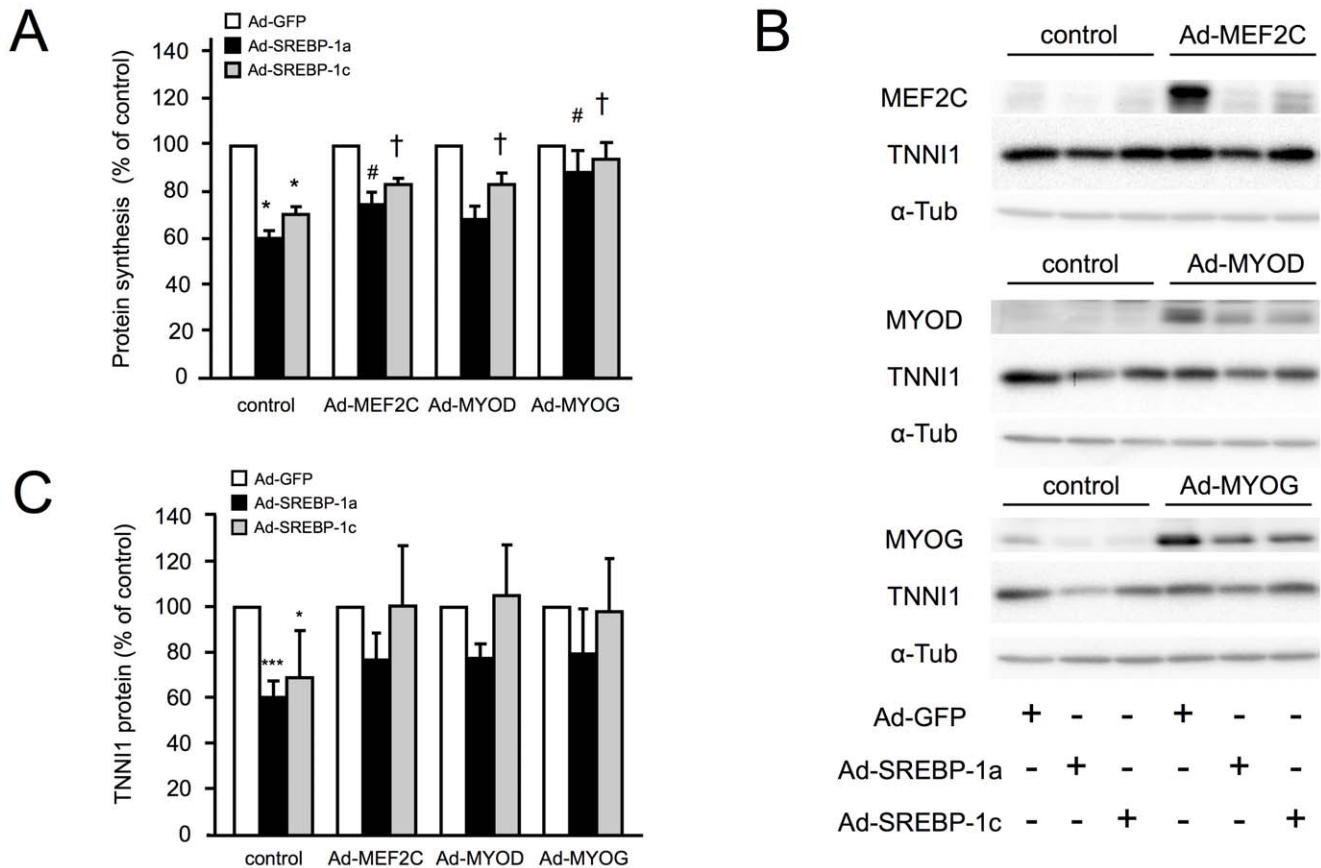 A
Ad-GFP
Ad-SREBP-1a
Ad-SREBP-1c
Protein synthesis (% of control)
140
120
100
80
60
40
20
0
* * # † † # †
control Ad-MEF2C Ad-MYOD Ad-MYOG
C
Ad-GFP
Ad-SREBP-1a
Ad-SREBP-1c
TNNI1 protein (% of control)
140
120
100
80
60
40
20
0
*** *
control Ad-MEF2C Ad-MYOD Ad-MYOG
B
control Ad-MEF2C
MEF2C
TNNI1
α-Tub
control Ad-MYOD
MYOD
TNNI1
α-Tub
control Ad-MYOG
MYOG
TNNI1
α-Tub
Ad-GFP + - - + - -
Ad-SREBP-1a - + - - + -
Ad-SREBP-1c - - + - - +